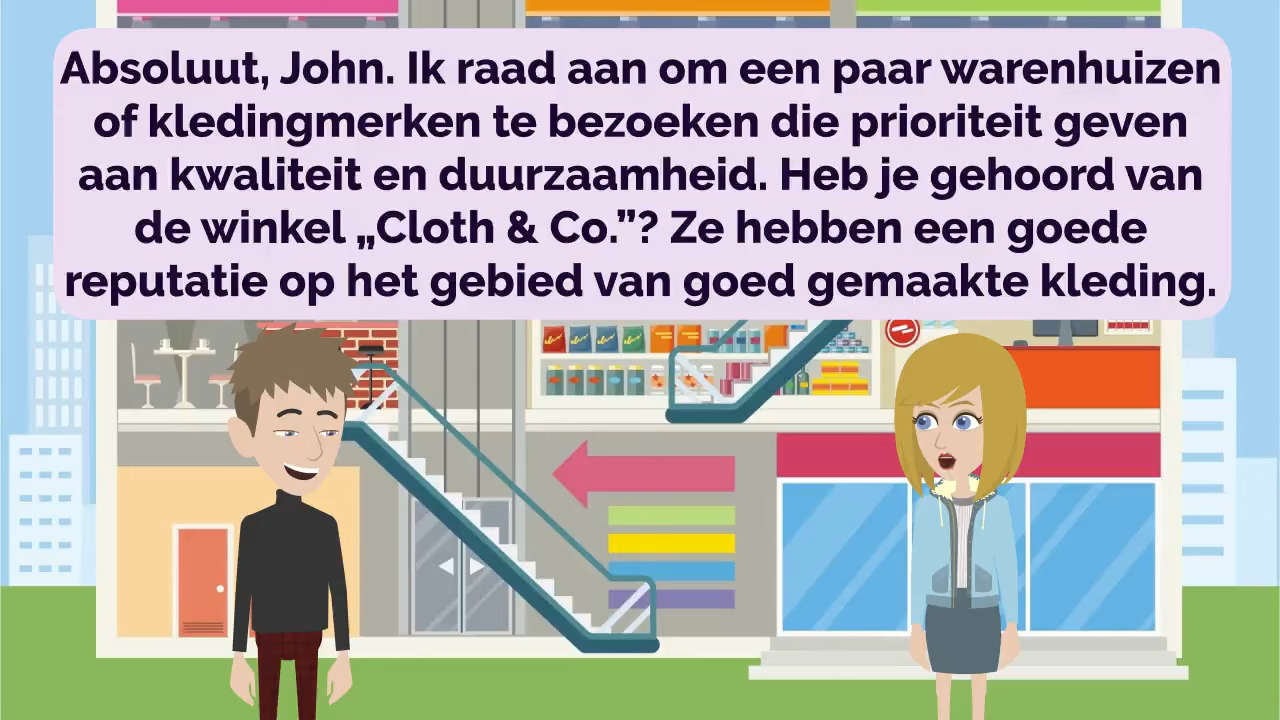 Absoluut, John. Ik raad aan om een paar warenhuizen
of kledingmerken te bezoeken die prioriteit geven
aan kwaliteit en duurzaamheid. Heb je gehoord van
de winkel „Cloth & Co.”? Ze hebben een goede
reputatie op het gebied van goed gemaakte kleding.